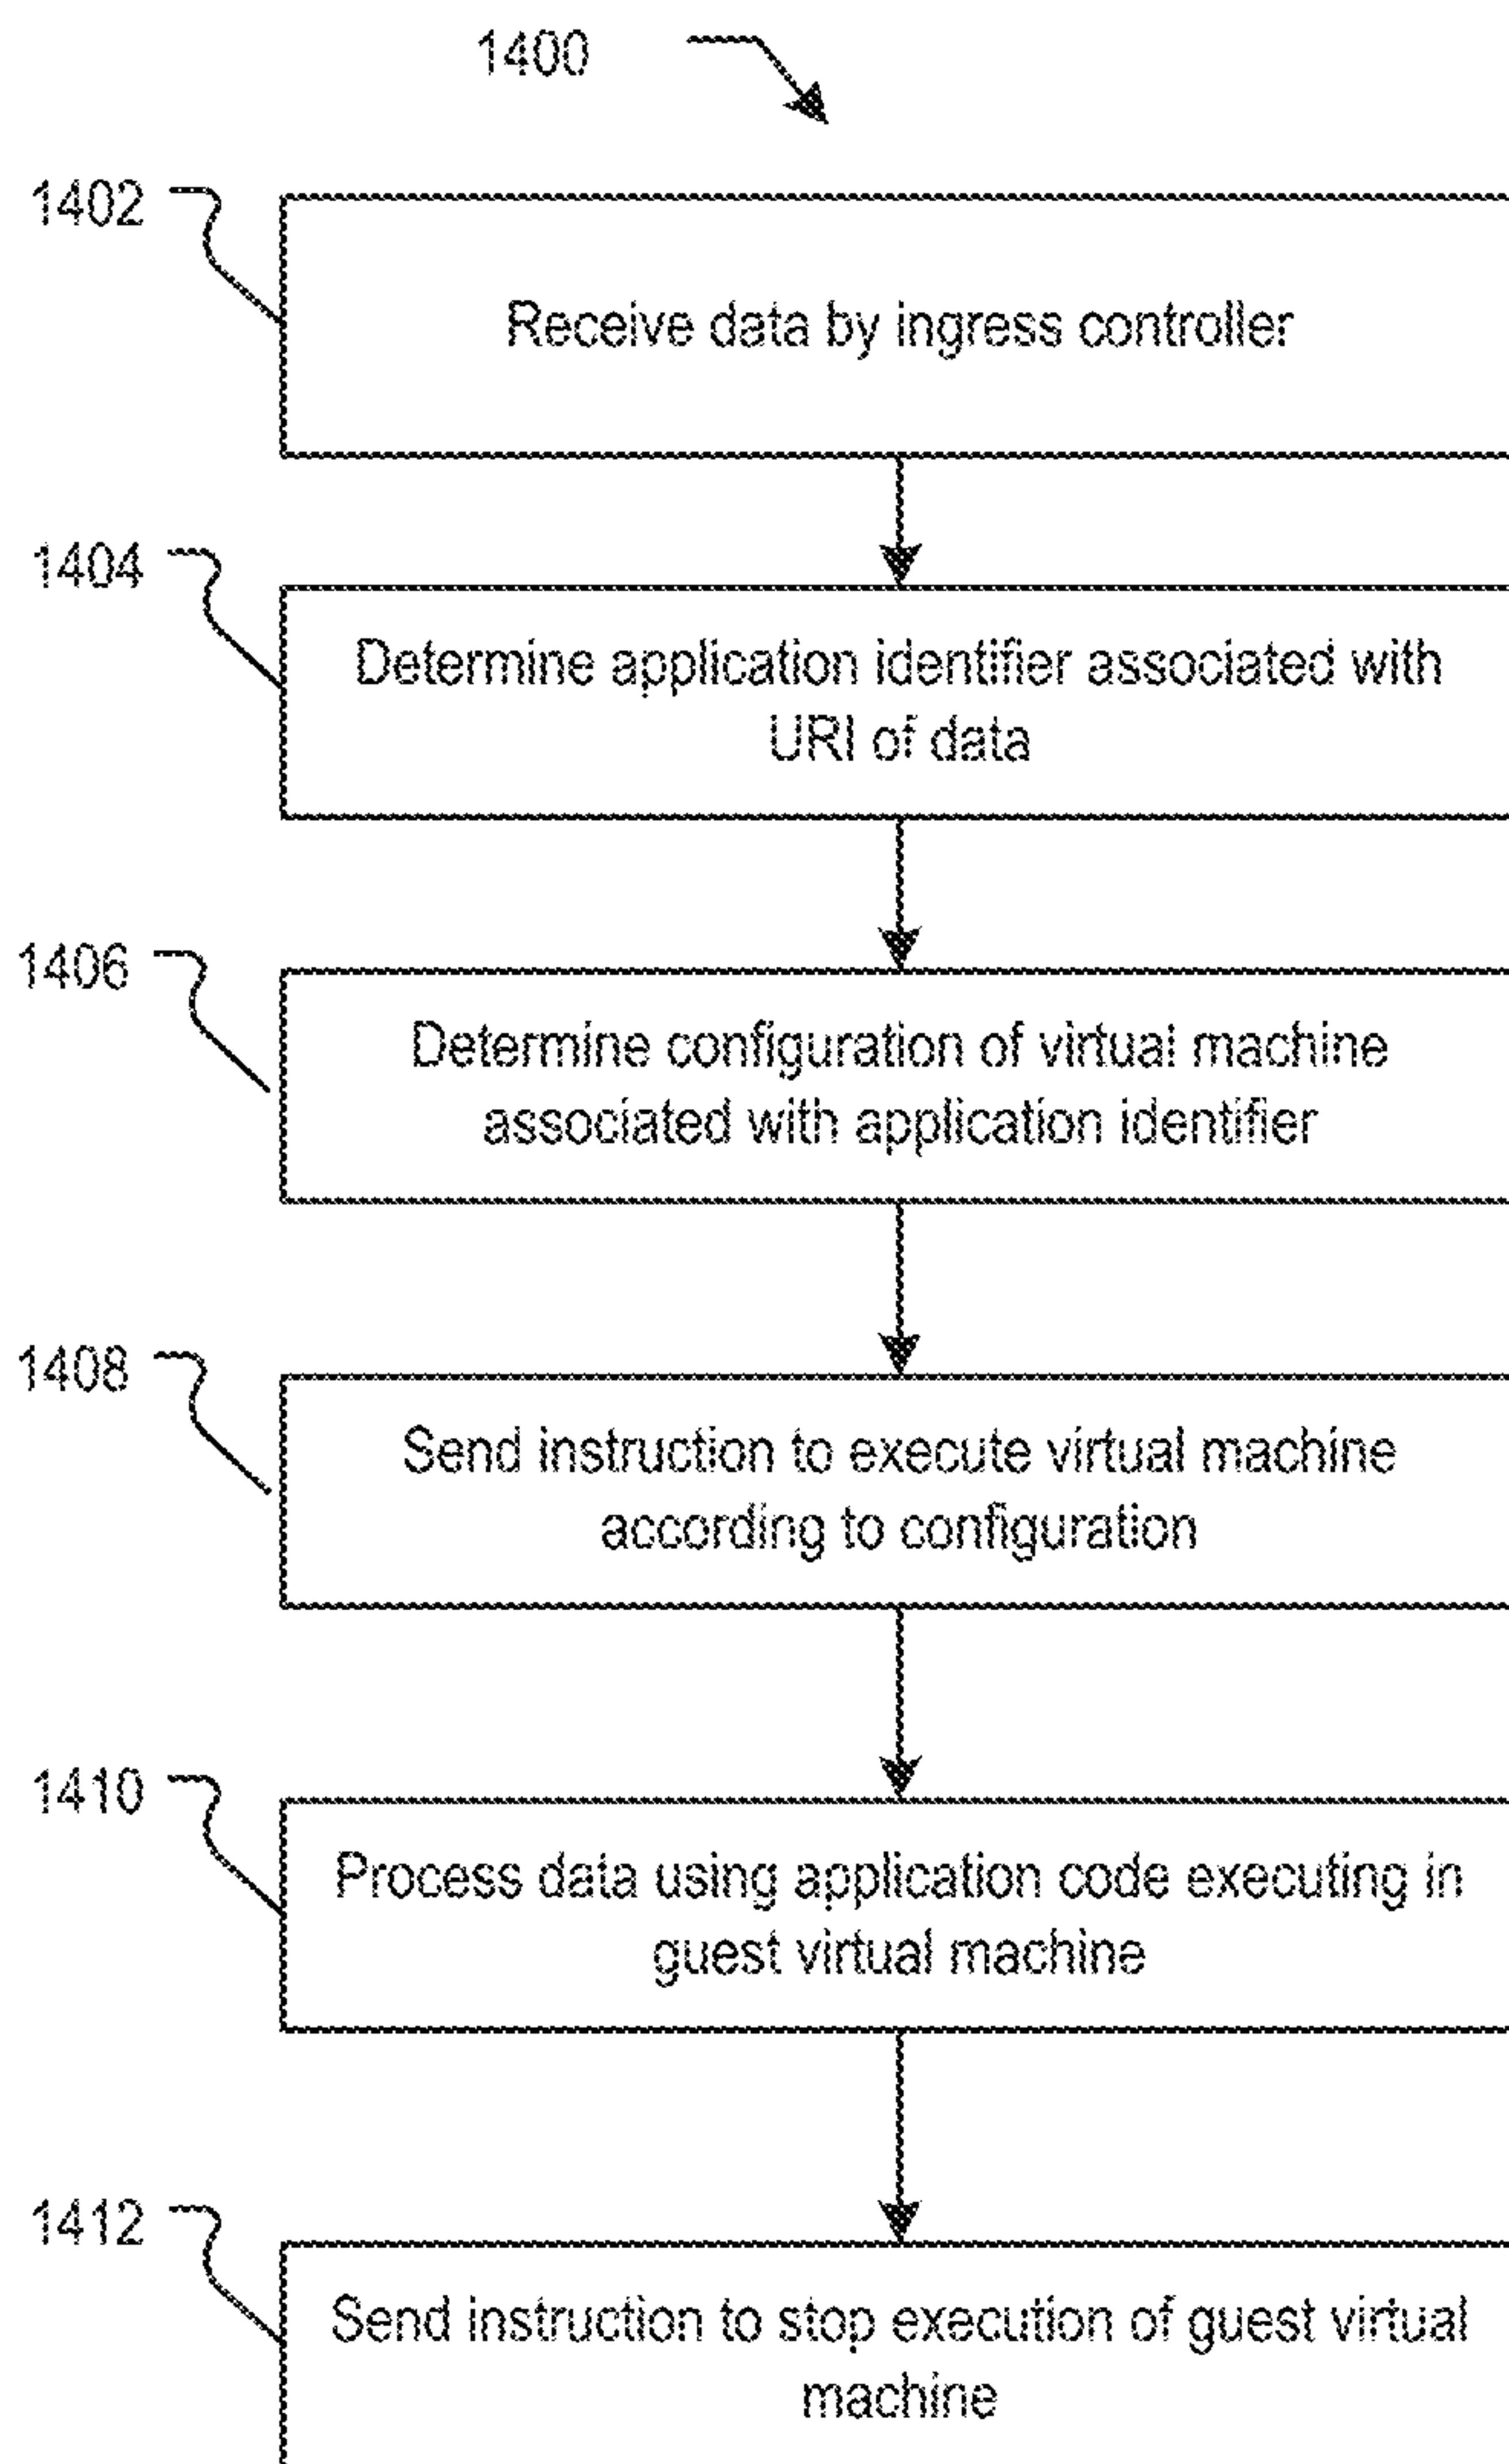 1400
1402
Receive data by ingress controller
1404
Determine application identifier associated with
URI of data
1406
Determine configuration of virtual machine
associated with application identifier
1408
Send instruction to execute virtual machine
according to configuration
1410
Process data using application code executing in
guest virtual machine
1412
Send instruction to stop execution of guest virtual
machine